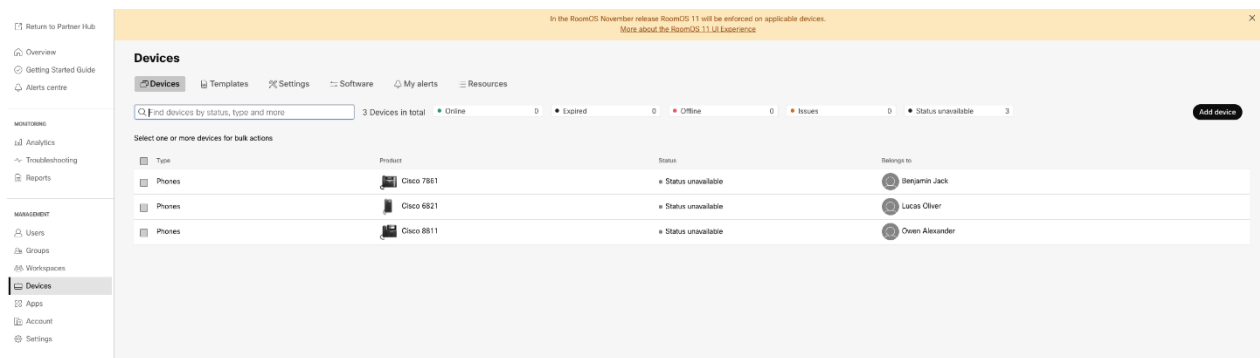 Return to Partner Hub
In the RoomOS November release RoomOS 11 will be enforced on applicable devices.
More about the RoomOS 11 UI Experience
Overview
Getting Started Guide
Alerts centre
MONITORING
Analytics
Troubleshooting
Reports
MANAGEMENT
Users
Groups
Workspaces
Devices
Apps
Account
Settings
Devices
Devices Templates Settings Software My alerts Resources
Find devices by status, type and more 3 Devices in total Online 0 Expired 0 Offline 0 Issues 0 Status unavailable 3 Add device
Select one or more devices for bulk actions
Type Product Status Belongs to
Phones Cisco 7861 Status unavailable Benjamin Jack
Phones Cisco 6821 Status unavailable Lucas Oliver
Phones Cisco 8811 Status unavailable Owen Alexander